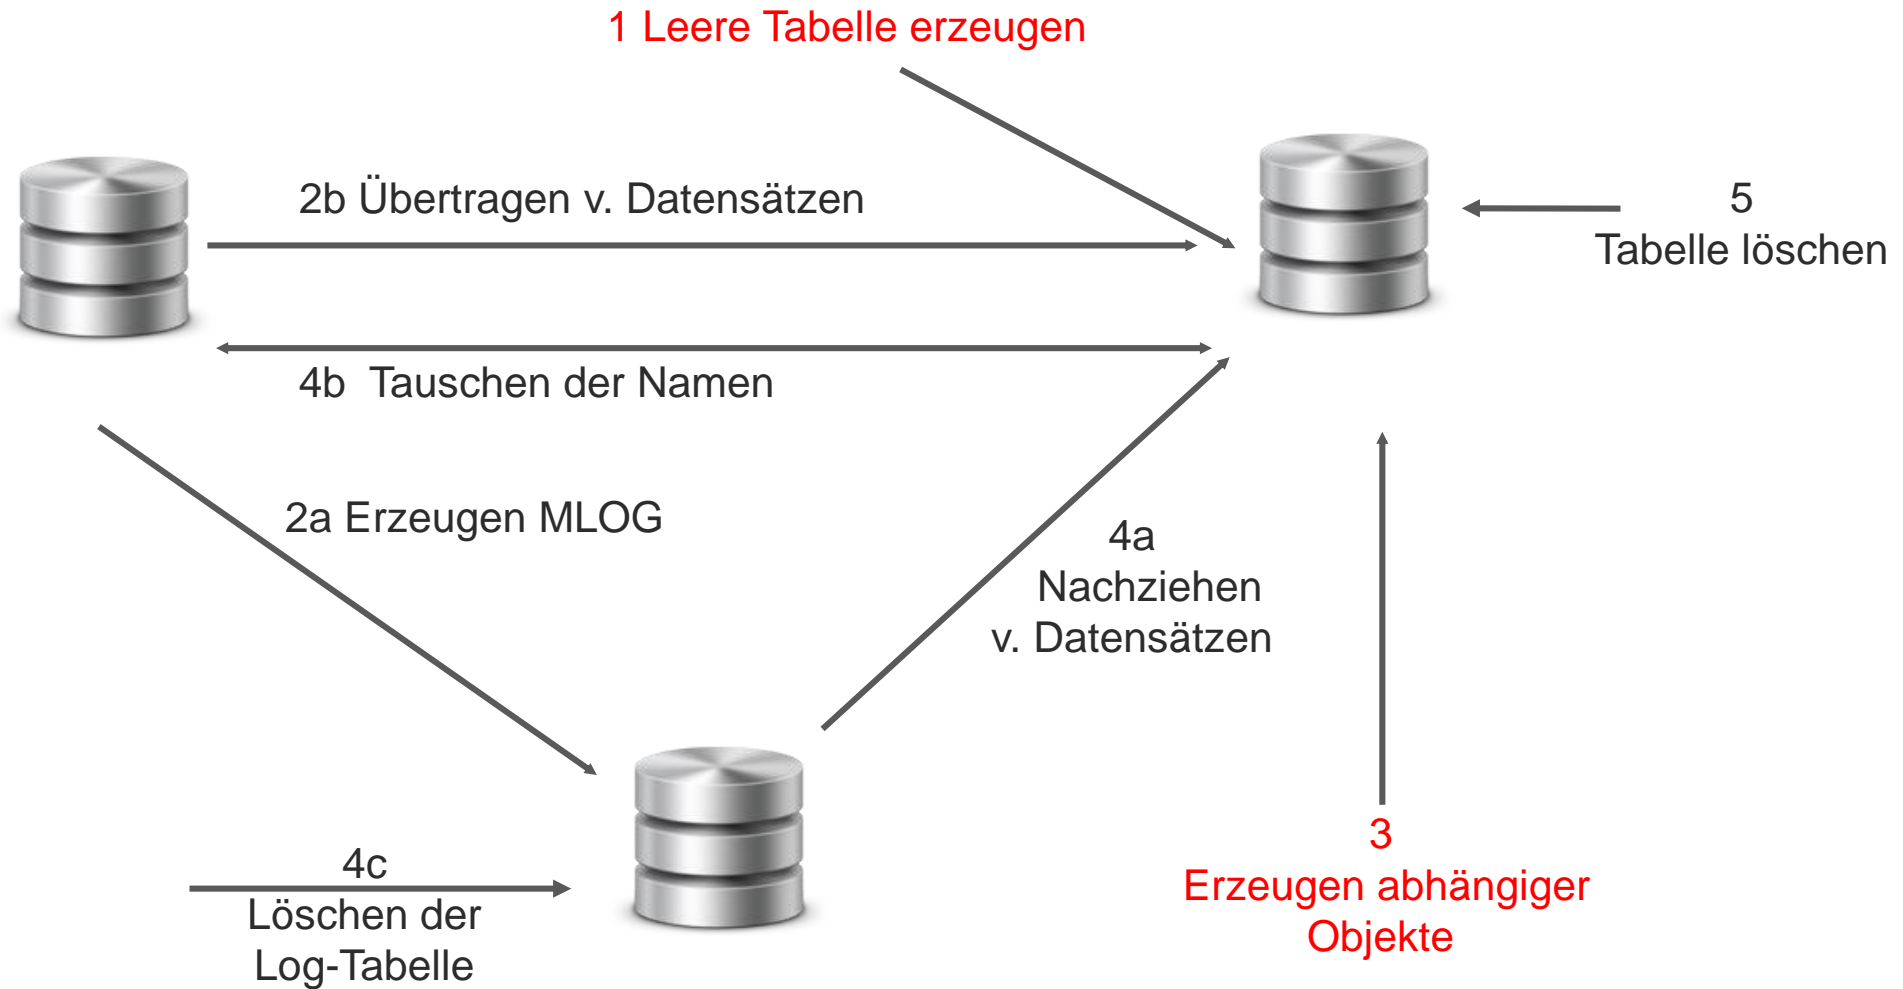 1 Leere Tabelle erzeugen
2b Übertragen v. Datensätzen
5
Tabelle löschen
4b  Tauschen der Namen
2a Erzeugen MLOG
4a
Nachziehen
v. Datensätzen
3
Erzeugen abhängiger
Objekte
4c
Löschen der
Log-Tabelle